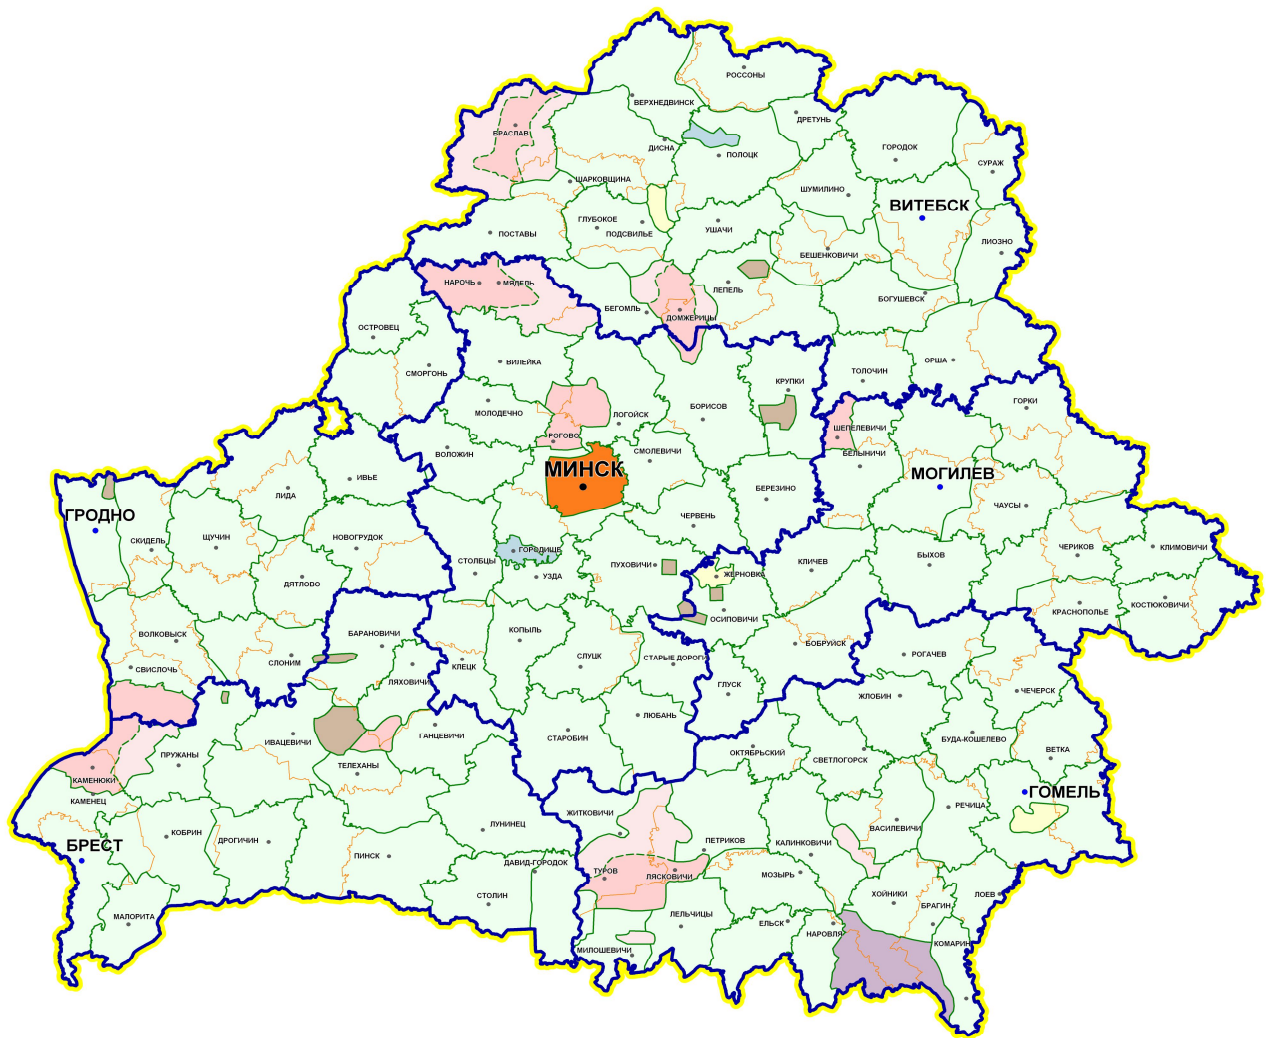 РОССОНЫ
ВЕРХНЕДВИНСК
ДРЕТУНЬ
БРАСЛАВ
ДИСНА
ПОЛОЦК
ГОРОДОК
СУРАЖ
ШАРКОВЩИНА
ШУМИЛИНО
ВИТЕБСК
ГЛУБОКОЕ
ПОДСВИЛЬЕ
ПОСТАВЫ
УШАЧИ
ЛИОЗНО
БЕШЕНКОВИЧИ
НАРОЧЬ
МЯДЕЛЬ
ЛЕПЕЛЬ
БОГУШЕВСК
БЕГОМЛЬ
ДОМЖЕРИЦЫ
ОСТРОВЕЦ
СМОРГОНЬ
ВИЛЕЙКА
ТОЛОЧИН
ОРША
КРУПКИ
МОЛОДЕЧНО
ЛОГОЙСК
БОРИСОВ
ГОРКИ
РОГОВО
ШЕПЕЛЕВИЧИ
ВОЛОЖИН
СМОЛЕВИЧИ
БЕЛЫНИЧИ
МИНСК
МОГИЛЕВ
ИВЬЕ
ЛИДА
БЕРЕЗИНО
ЧАУСЫ
ГРОДНО
ЧЕРВЕНЬ
СКИДЕЛЬ
ЩУЧИН
НОВОГРУДОК
ГОРОДИЩЕ
ЧЕРИКОВ
КЛИМОВИЧИ
БЫХОВ
СТОЛБЦЫ
ПУХОВИЧИ
КЛИЧЕВ
УЗДА
ЖЕРНОВКА
ДЯТЛОВО
КОСТЮКОВИЧИ
КРАСНОПОЛЬЕ
ОСИПОВИЧИ
ВОЛКОВЫСК
БАРАНОВИЧИ
КОПЫЛЬ
БОБРУЙСК
РОГАЧЕВ
СВИСЛОЧЬ
СЛОНИМ
КЛЕЦК
СЛУЦК
СТАРЫЕ ДОРОГИ
ЛЯХОВИЧИ
ГЛУСК
ЧЕЧЕРСК
ЖЛОБИН
ЛЮБАНЬ
ГАНЦЕВИЧИ
СТАРОБИН
БУДА-КОШЕЛЕВО
ИВАЦЕВИЧИ
ВЕТКА
ПРУЖАНЫ
ОКТЯБРЬСКИЙ
СВЕТЛОГОРСК
ТЕЛЕХАНЫ
КАМЕНЮКИ
ГОМЕЛЬ
КАМЕНЕЦ
РЕЧИЦА
ЖИТКОВИЧИ
ЛУНИНЕЦ
ВАСИЛЕВИЧИ
КОБРИН
ДРОГИЧИН
ПЕТРИКОВ
КАЛИНКОВИЧИ
БРЕСТ
ПИНСК
ДАВИД-ГОРОДОК
ТУРОВ
ЛЯСКОВИЧИ
МОЗЫРЬ
СТОЛИН
ХОЙНИКИ
ЛОЕВ
БРАГИН
МАЛОРИТА
ЛЕЛЬЧИЦЫ
ЕЛЬСК
НАРОВЛЯ
КОМАРИН
МИЛОШЕВИЧИ